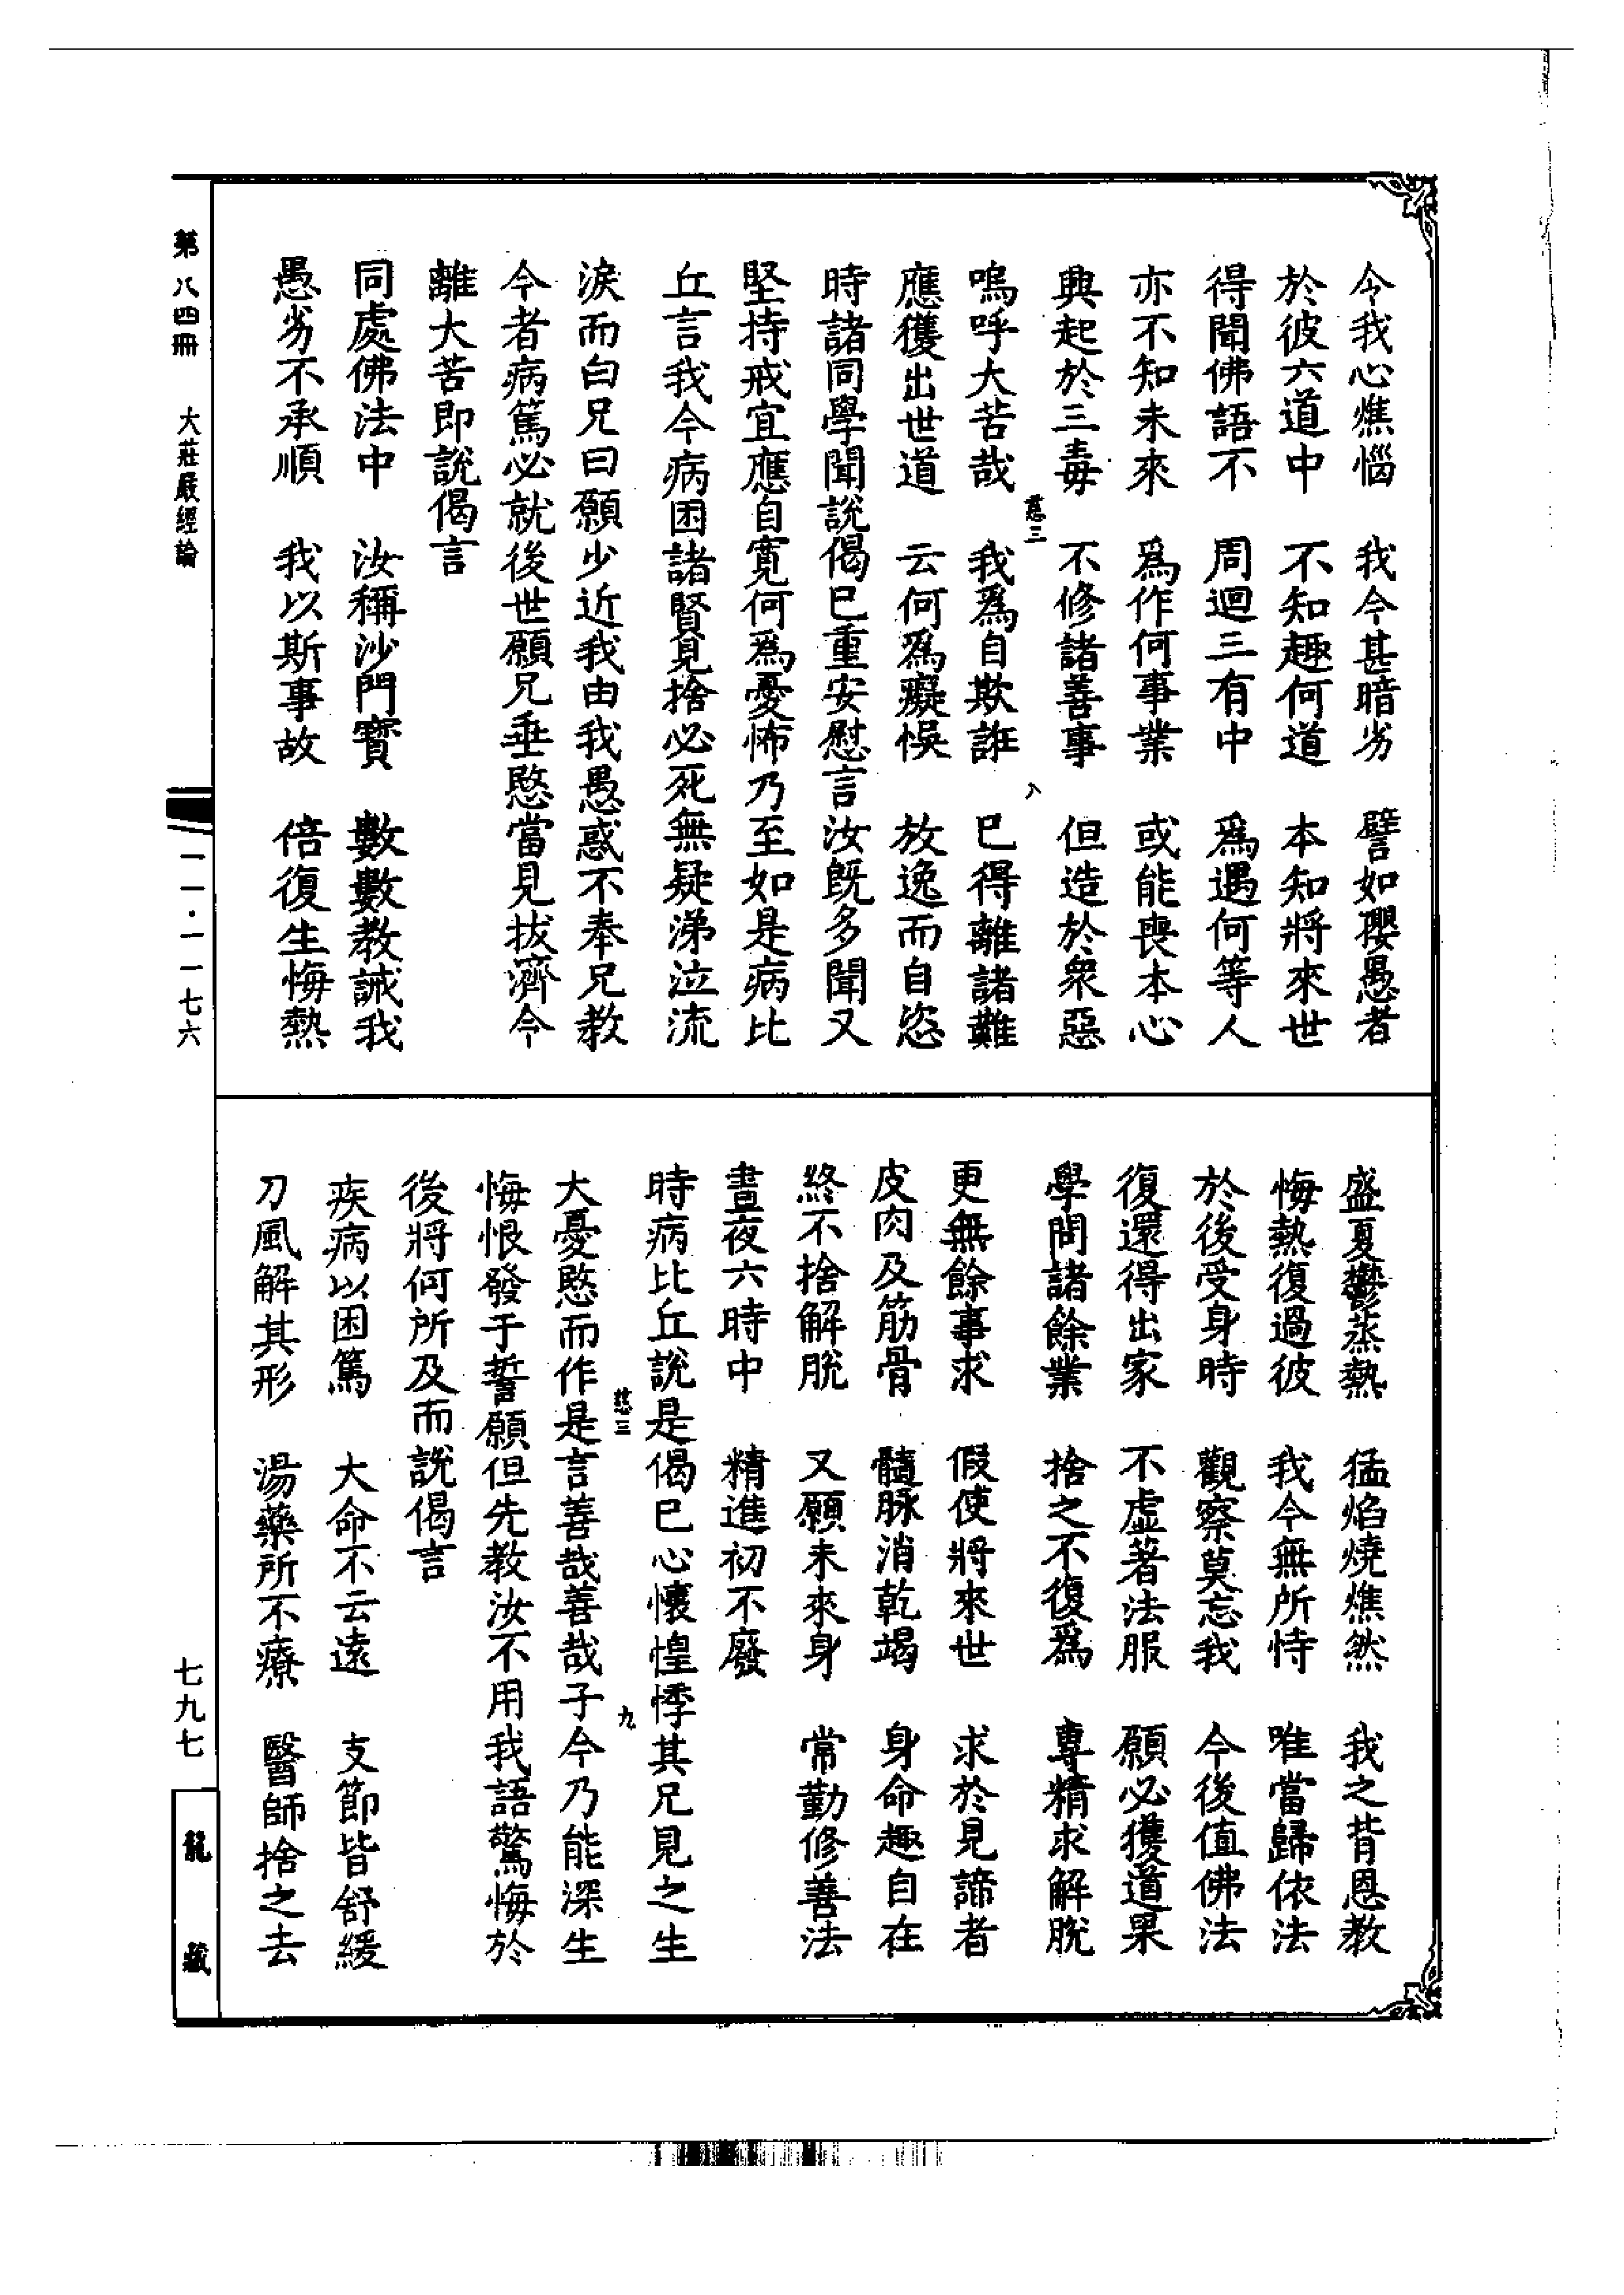 今我心燋惱　我今甚暗劣　譬如嬰愚者
於彼六道中　不知趣何道　本知將來世
得聞佛語不　周迴三有中　爲遇何等人
亦不知未來　爲作何事業　或能喪本心
興起於三毒　不修諸善事　但造於衆惡
慈三　八
嗚呼大苦哉　我爲自欺誑　巳得離諸難
應獲出世道　云何爲癡悞　放逸而自恣
時諸同學聞說偈巳重安慰言汝旣多聞又
堅持戒宜應自寛何爲憂怖乃至如是病比
丘言我今病困諸賢見捨必死無疑涕泣流
淚而白兄曰願少近我由我愚惑不奉兄教
今者病篤必就後世願兄垂愍當見拔濟令
離大苦即說偈言
同處佛法中　汝稱沙門寶　數數教誡我
愚劣不承順　我以斯事故　倍復生悔熱
盛夏鬱蒸熱　猛焰燒燋然　我之背恩教
悔熱復過彼　我今無所恃　唯當歸依法
於後受身時　觀察莫忘我　今後值佛法
復還得出家　不虛著法服　願必獲道果
學問諸餘業　捨之不復爲　專精求解脫
更無餘事求　假使將來世　求於見諦者
皮肉及筋骨　髓脉消乾竭　身命趣自在
終不捨解脫　又願未來身　常勤修善法
晝夜六時中　精進初不廢
時病比丘說是偈巳心懷惶悸其兄見之生
慈三　九
大憂愍而作是言善哉善哉子今乃能深生
悔恨發于誓願但先教汝不用我語驚悔於
後將何所及而說偈言
疾病以困篤　大命不云遠　支節皆舒緩
刀風解其形　湯藥所不療　醫師捨之去
第八四冊　大莊嚴經論　一一·一一七六　七九七　龍藏